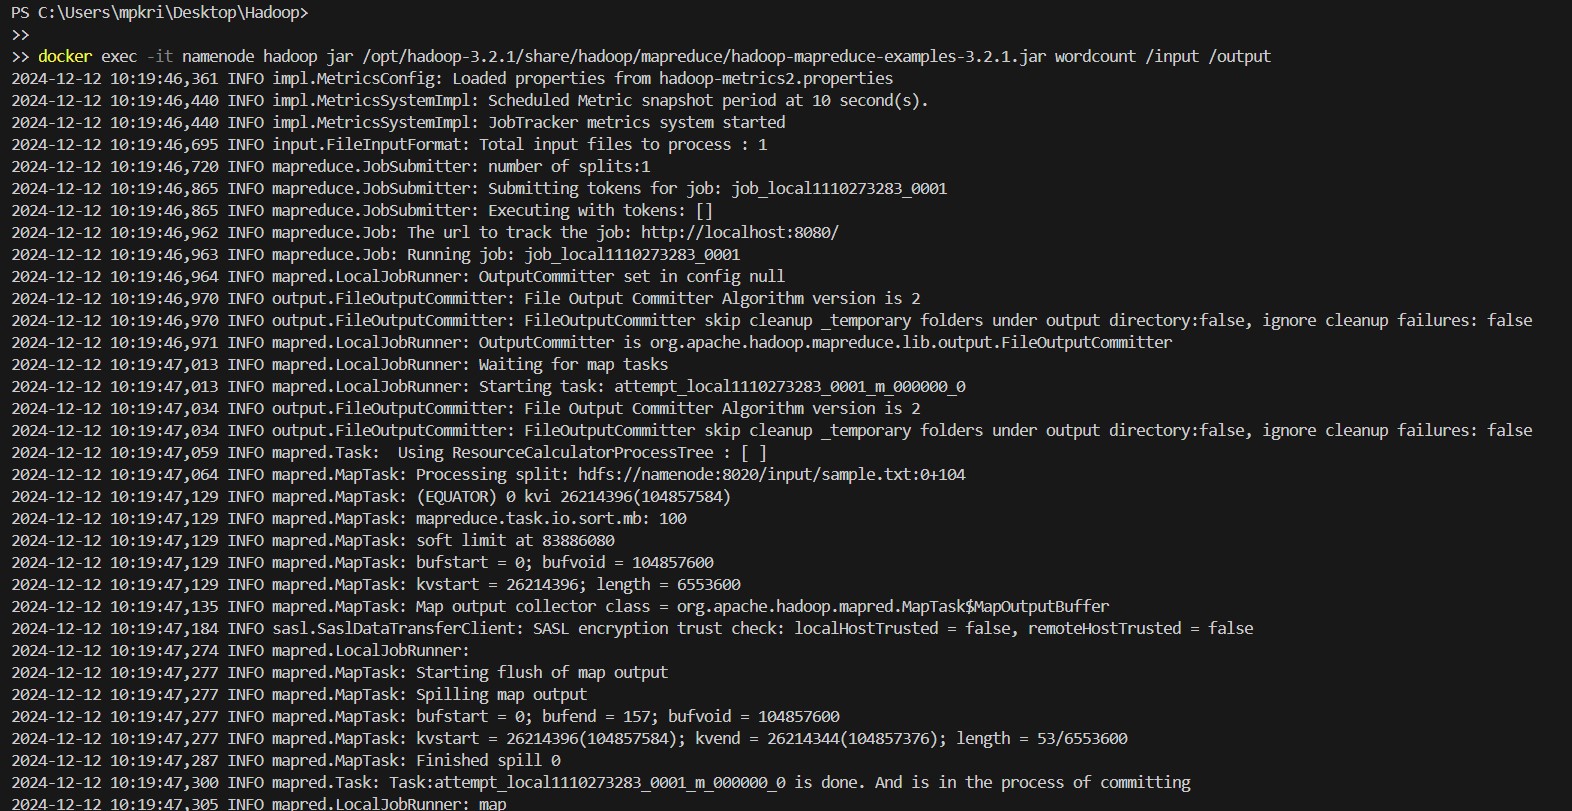 PS C:\Users\mpkri\Desktop\Hadoop>
>>
>> docker exec -it namenode hadoop jar /opt/hadoop-3.2.1/share/hadoop/mapreduce/hadoop-mapreduce-examples-3.2.1.jar wordcount /input /output
2024-12-12 10:19:46,361 INFO impl.MetricsConfig: Loaded properties from hadoop-metrics2.properties
2024-12-12 10:19:46,440 INFO impl.MetricsSystemImpl: Scheduled Metric snapshot period at 10 second(s).
2024-12-12 10:19:46,440 INFO impl.MetricsSystemImpl: JobTracker metrics system started
2024-12-12 10:19:46,695 INFO input.FileInputFormat: Total input files to process : 1
2024-12-12 10:19:46,720 INFO mapreduce.JobSubmitter: number of splits:1
2024-12-12 10:19:46,865 INFO mapreduce.JobSubmitter: Submitting tokens for job: job_local1110273283_0001
2024-12-12 10:19:46,865 INFO mapreduce.JobSubmitter: Executing with tokens: []
2024-12-12 10:19:46,962 INFO mapreduce.Job: The url to track the job: http://localhost:8080/
2024-12-12 10:19:46,963 INFO mapreduce.Job: Running job: job_local1110273283_0001
2024-12-12 10:19:46,964 INFO mapred.LocalJobRunner: OutputCommitter set in config null
2024-12-12 10:19:46,970 INFO output.FileOutputCommitter: File Output Committer Algorithm version is 2
2024-12-12 10:19:46,970 INFO output.FileOutputCommitter: FileOutputCommitter skip cleanup _temporary folders under output directory:false, ignore cleanup failures: false
2024-12-12 10:19:46,971 INFO mapred.LocalJobRunner: OutputCommitter is org.apache.hadoop.mapreduce.lib.output.FileOutputCommitter
2024-12-12 10:19:47,013 INFO mapred.LocalJobRunner: Waiting for map tasks
2024-12-12 10:19:47,013 INFO mapred.LocalJobRunner: Starting task: attempt_local1110273283_0001_m_000000_0
2024-12-12 10:19:47,034 INFO output.FileOutputCommitter: File Output Committer Algorithm version is 2
2024-12-12 10:19:47,034 INFO output.FileOutputCommitter: FileOutputCommitter skip cleanup _temporary folders under output directory:false, ignore cleanup failures: false
2024-12-12 10:19:47,059 INFO mapred.Task:  Using ResourceCalculatorProcessTree : [ ]
2024-12-12 10:19:47,064 INFO mapred.MapTask: Processing split: hdfs://namenode:8020/input/sample.txt:0+104
2024-12-12 10:19:47,129 INFO mapred.MapTask: (EQUATOR) 0 kvi 26214396(104857584)
2024-12-12 10:19:47,129 INFO mapred.MapTask: mapreduce.task.io.sort.mb: 100
2024-12-12 10:19:47,129 INFO mapred.MapTask: soft limit at 83886080
2024-12-12 10:19:47,129 INFO mapred.MapTask: bufstart = 0; bufvoid = 104857600
2024-12-12 10:19:47,129 INFO mapred.MapTask: kvstart = 26214396; length = 6553600
2024-12-12 10:19:47,135 INFO mapred.MapTask: Map output collector class = org.apache.hadoop.mapred.MapTask$MapOutputBuffer
2024-12-12 10:19:47,184 INFO sasl.SaslDataTransferClient: SASL encryption trust check: localHostTrusted = false, remoteHostTrusted = false
2024-12-12 10:19:47,274 INFO mapred.LocalJobRunner:
2024-12-12 10:19:47,277 INFO mapred.MapTask: Starting flush of map output
2024-12-12 10:19:47,277 INFO mapred.MapTask: Spilling map output
2024-12-12 10:19:47,277 INFO mapred.MapTask: bufstart = 0; bufend = 157; bufvoid = 104857600
2024-12-12 10:19:47,277 INFO mapred.MapTask: kvstart = 26214396(104857584); kvend = 26214344(104857376); length = 53/6553600
2024-12-12 10:19:47,287 INFO mapred.MapTask: Finished spill 0
2024-12-12 10:19:47,300 INFO mapred.Task: Task:attempt_local1110273283_0001_m_000000_0 is done. And is in the process of committing
2024-12-12 10:19:47,305 INFO mapred.LocalJobRunner: map